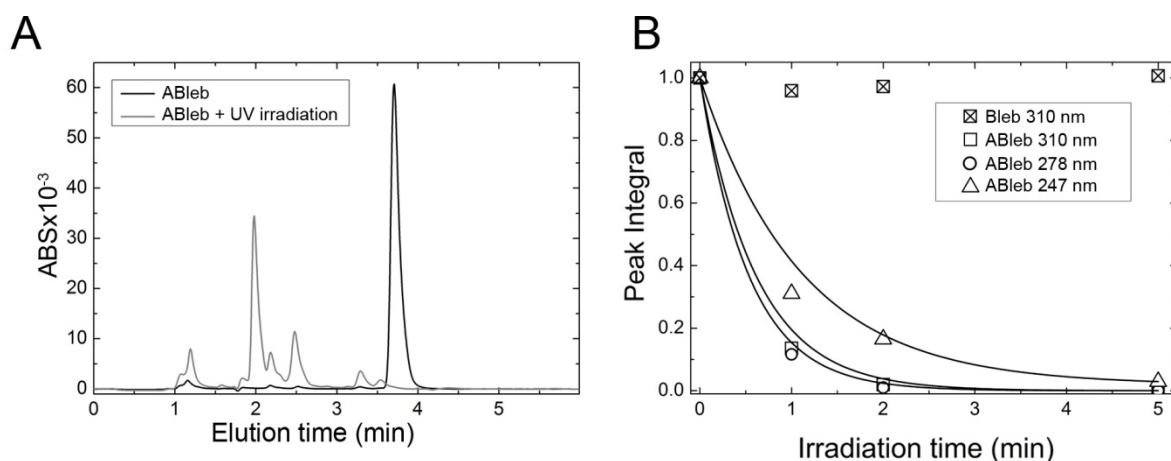 A
ABSx10⁻³
60
50
40
30
20
10
0
ABleb
ABleb + UV irradiation
0 1 2 3 4 5
Elution time (min)
B
Peak Integral
1.0
0.8
0.6
0.4
0.2
0.0
Bleb 310 nm
ABleb 310 nm
ABleb 278 nm
ABleb 247 nm
0 1 2 3 4 5
Irradiation time (min)